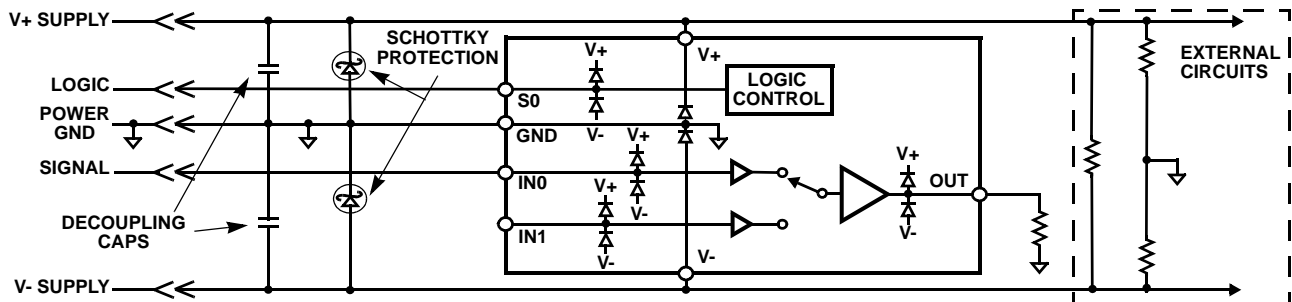 V+ SUPPLY
LOGIC
POWER
GND
SIGNAL
DECOUPLING
CAPS
V- SUPPLY
SCHOTTKY
PROTECTION
V+
V-
S0
GND
V+
V-
IN0
V+
V-
IN1
V+
LOGIC
CONTROL
V+
V-
OUT
V-
EXTERNAL
CIRCUITS